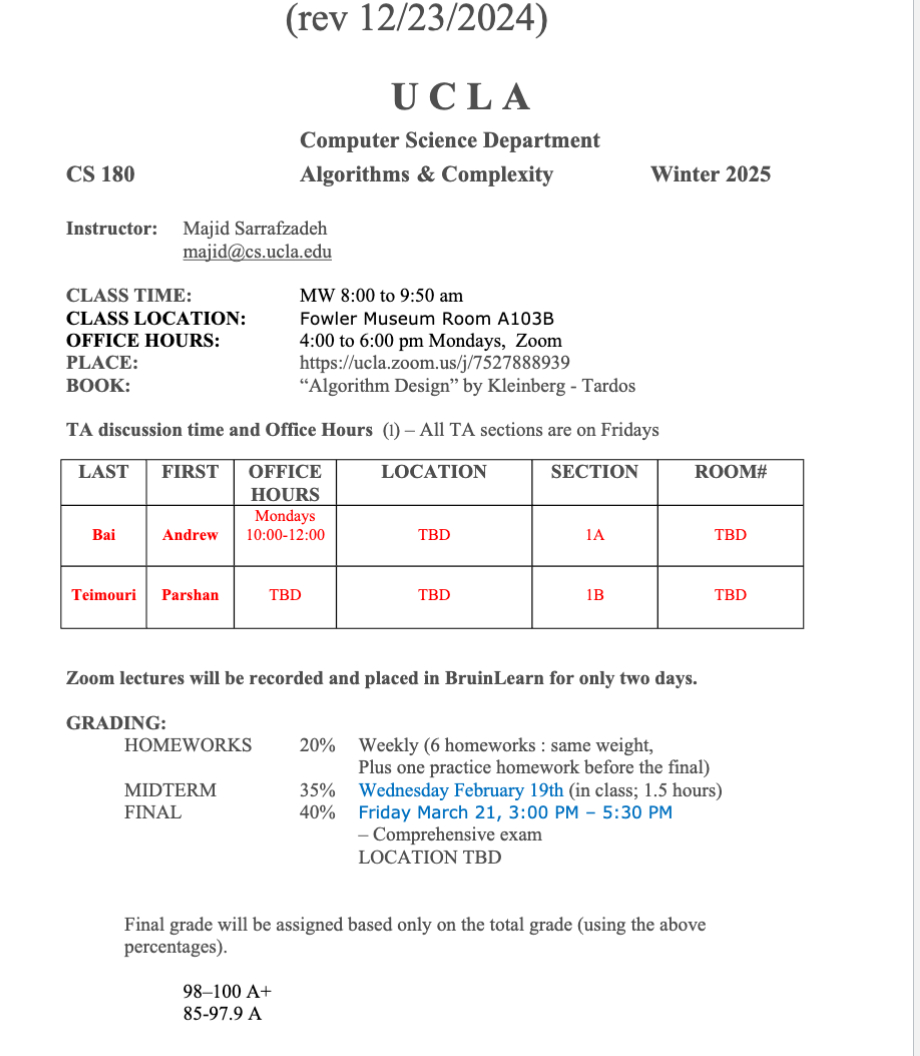 (rev 12/23/2024)
U C L A
Computer Science Department
CS 180 Algorithms & Complexity Winter 2025
Instructor: Majid Sarrafzadeh
majid@cs.ucla.edu
CLASS TIME: MW 8:00 to 9:50 am
CLASS LOCATION: Fowler Museum Room A103B
OFFICE HOURS: 4:00 to 6:00 pm Mondays, Zoom
PLACE: https://ucla.zoom.us/j/7527888939
BOOK: “Algorithm Design” by Kleinberg - Tardos
TA discussion time and Office Hours (1) – All TA sections are on Fridays
LAST FIRST OFFICE HOURS LOCATION SECTION ROOM#
Bai Andrew Mondays 10:00-12:00 TBD 1A TBD
Teimouri Parshan TBD TBD 1B TBD
Zoom lectures will be recorded and placed in BruinLearn for only two days.
GRADING:
HOMEWORKS 20% Weekly (6 homeworks : same weight,
Plus one practice homework before the final)
MIDTERM 35% Wednesday February 19th (in class; 1.5 hours)
FINAL 40% Friday March 21, 3:00 PM – 5:30 PM
– Comprehensive exam
LOCATION TBD
Final grade will be assigned based only on the total grade (using the above
percentages).
98–100 A+
85-97.9 A